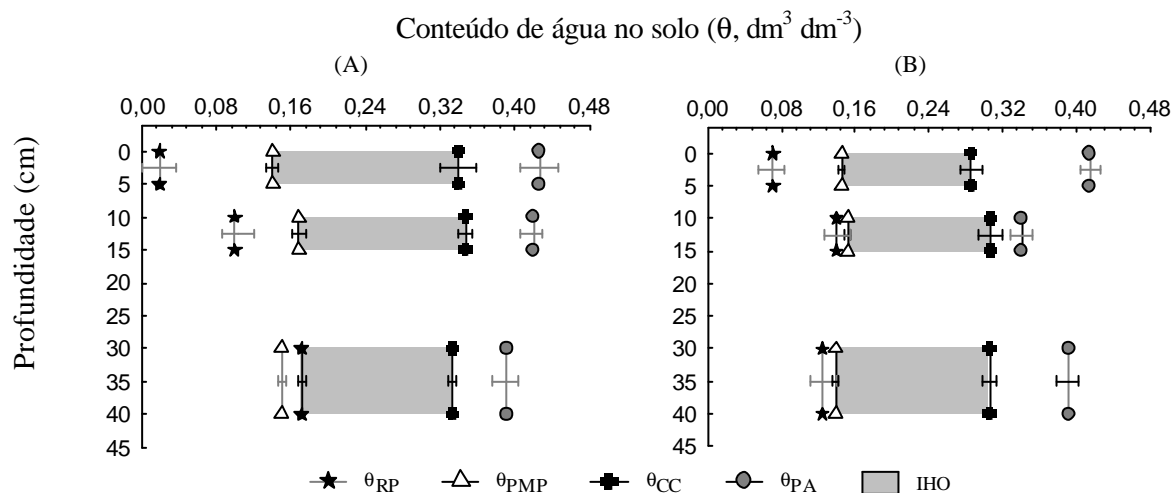 Conteúdo de água no solo (θ, dm³ dm⁻³)
(A) (B)
0,00 0,08 0,16 0,24 0,32 0,40 0,48 0,00 0,08 0,16 0,24 0,32 0,40 0,48
Profundidade (cm)
0 0
5 5
10 10
15 15
20 20
25 25
30 30
35 35
40 40
45 45
θRP θPMP θCC θPA IHO